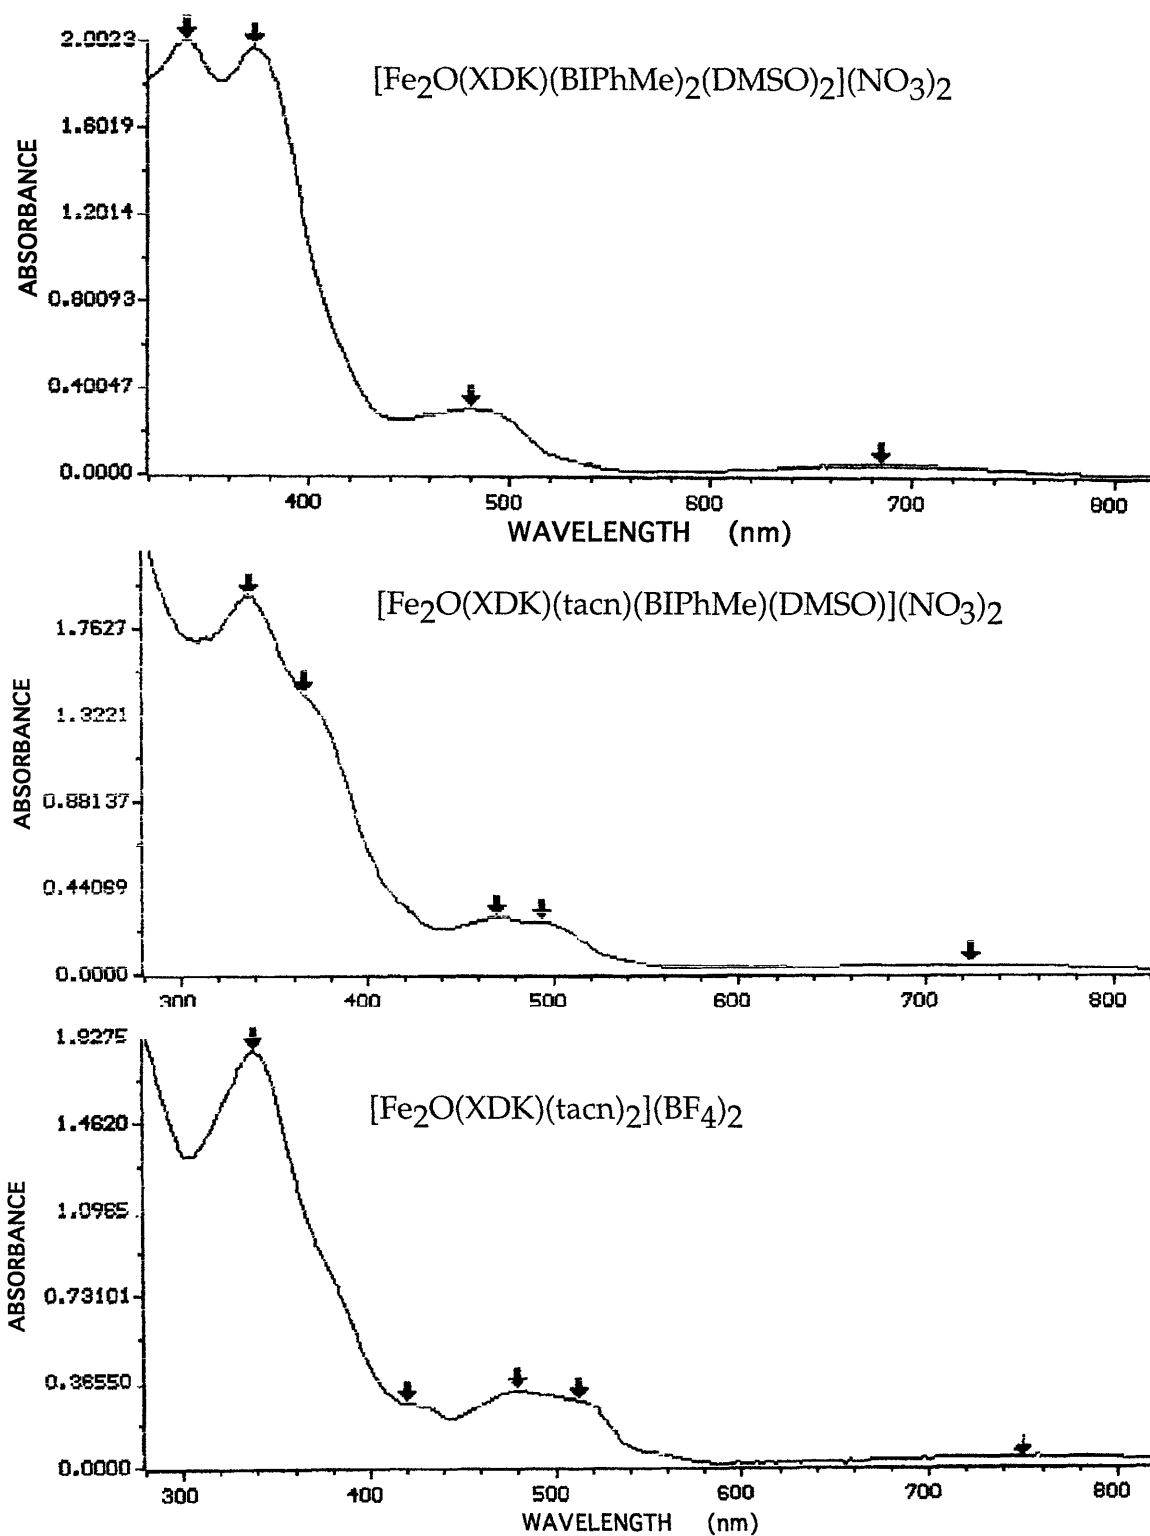 2.0023
[Fe2O(XDK)(BIPhMe)2(DMSO)2](NO3)2
1.6019
1.2014
0.80093
0.40047
0.0000
ABSORBANCE
400 500 600 700 800
WAVELENGTH (nm)
[Fe2O(XDK)(tacn)(BIPhMe)(DMSO)](NO3)2
1.7627
1.3221
0.88137
0.44069
0.0000
ABSORBANCE
300 400 500 600 700 800
1.8275
[Fe2O(XDK)(tacn)2](BF4)2
1.4620
1.0965
0.73101
0.36550
0.0000
ABSORBANCE
300 400 500 600 700 800
WAVELENGTH (nm)